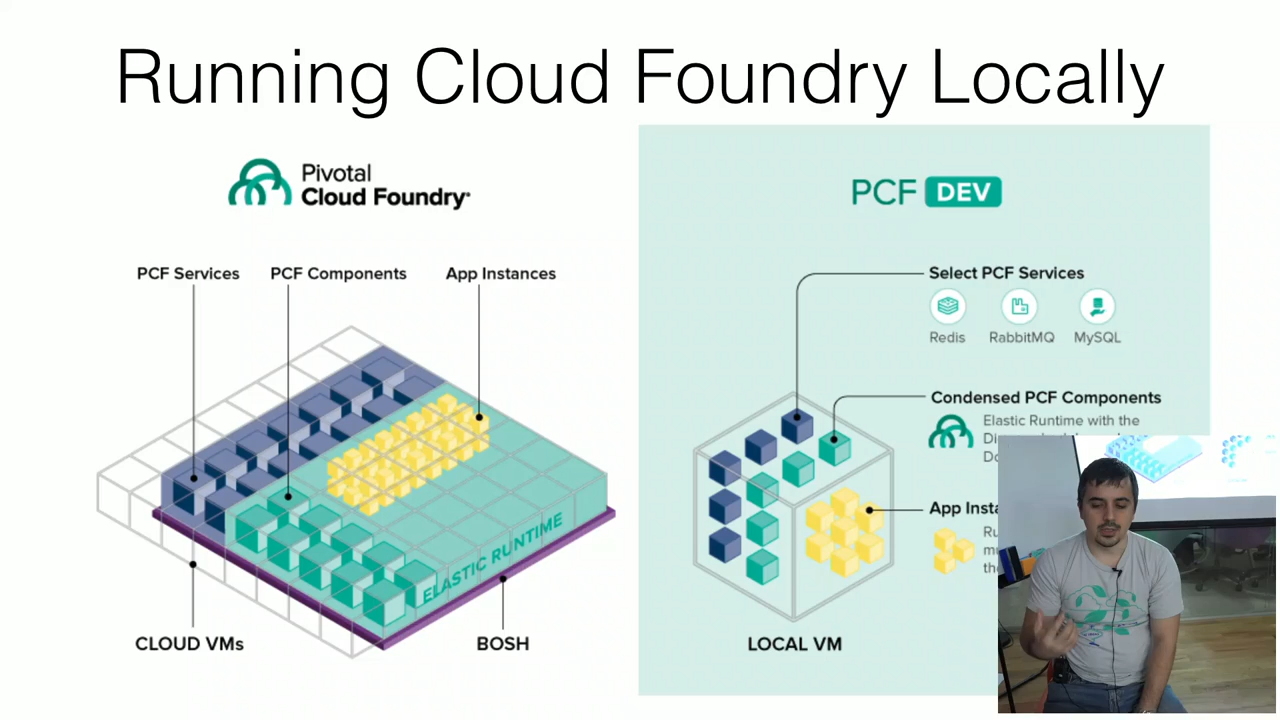 Running Cloud Foundry Locally
Pivotal
Cloud Foundry
PCF Services
PCF Components
App Instances
ELASTIC RUNTIME
CLOUD VMs
BOSH
PCF DEV
Select PCF Services
Redis
RabbitMQ
MySQL
Condensed PCF Components
Elastic Runtime with the
App
LOCAL VM